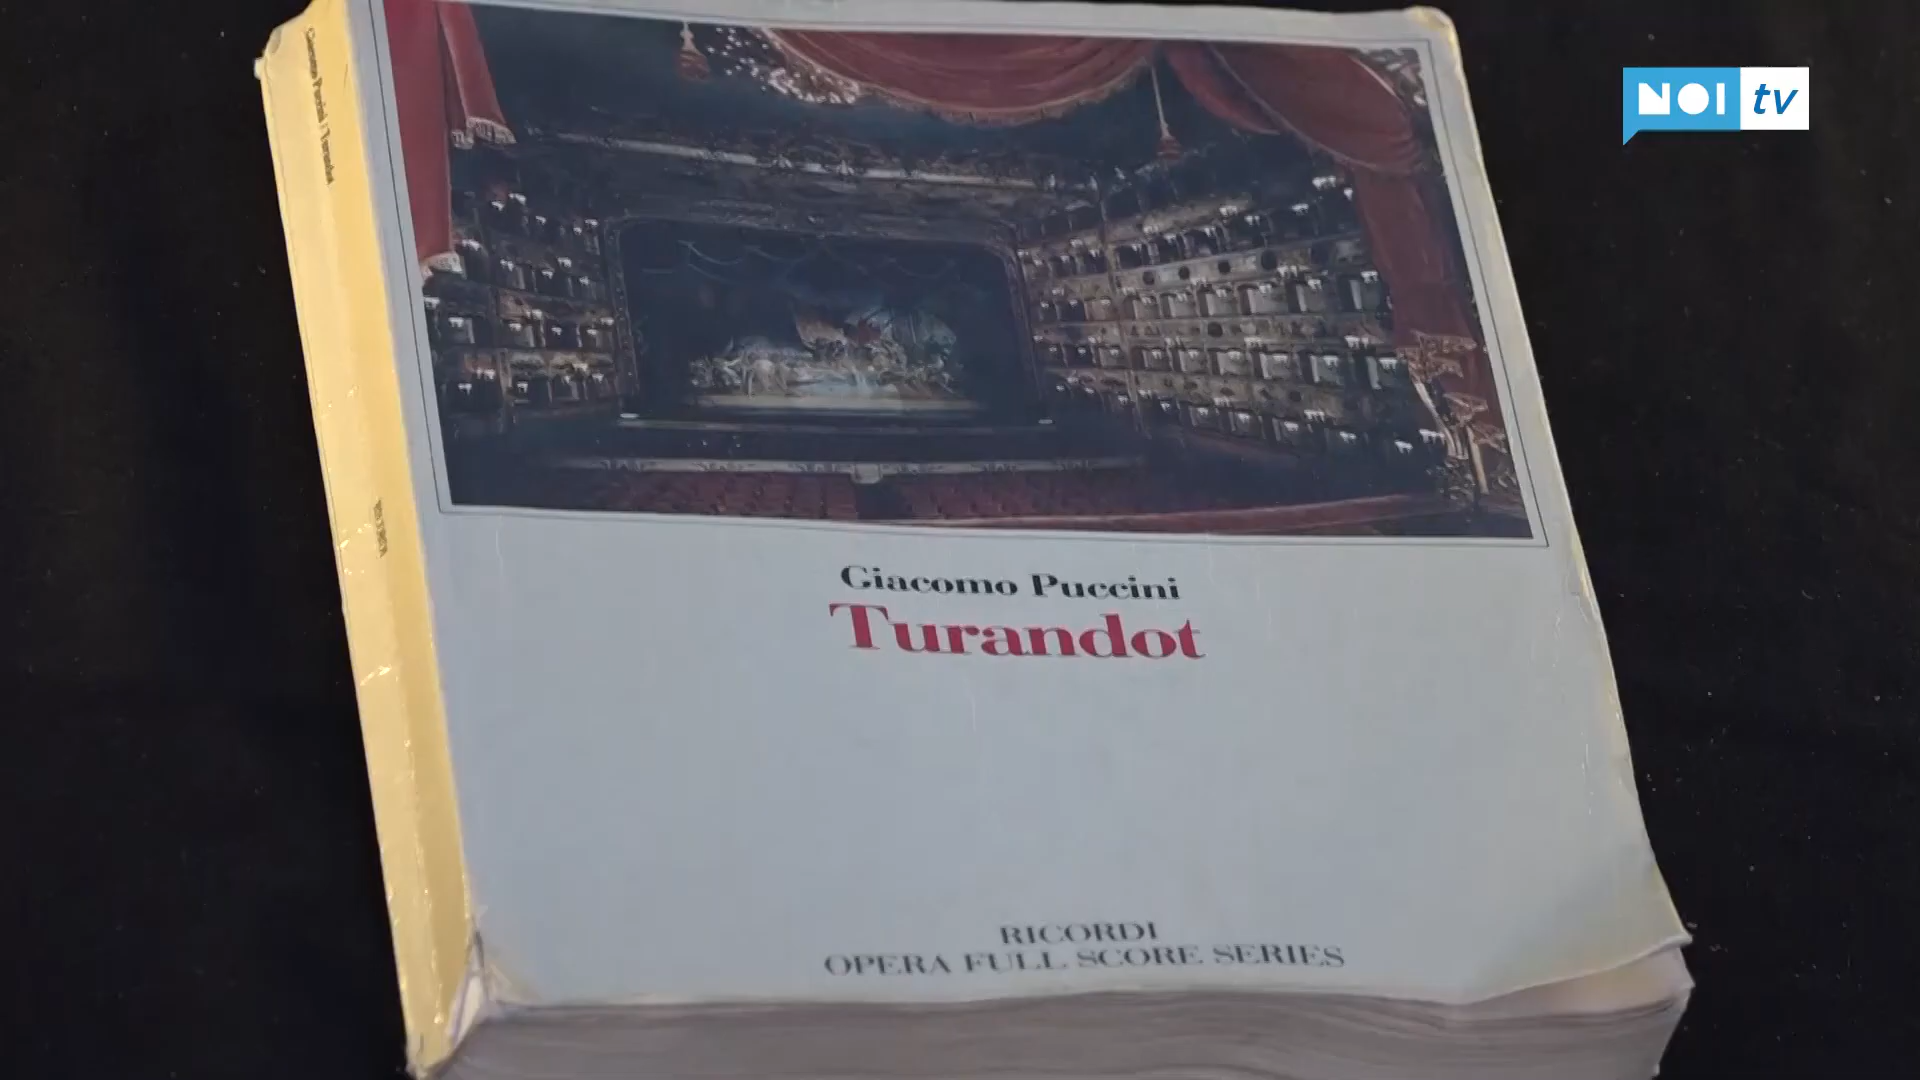 NOI tv
Giacomo Puccini / Turandot
Giacomo Puccini
Turandot
RICORDI
OPERA FULL SCORE SERIES